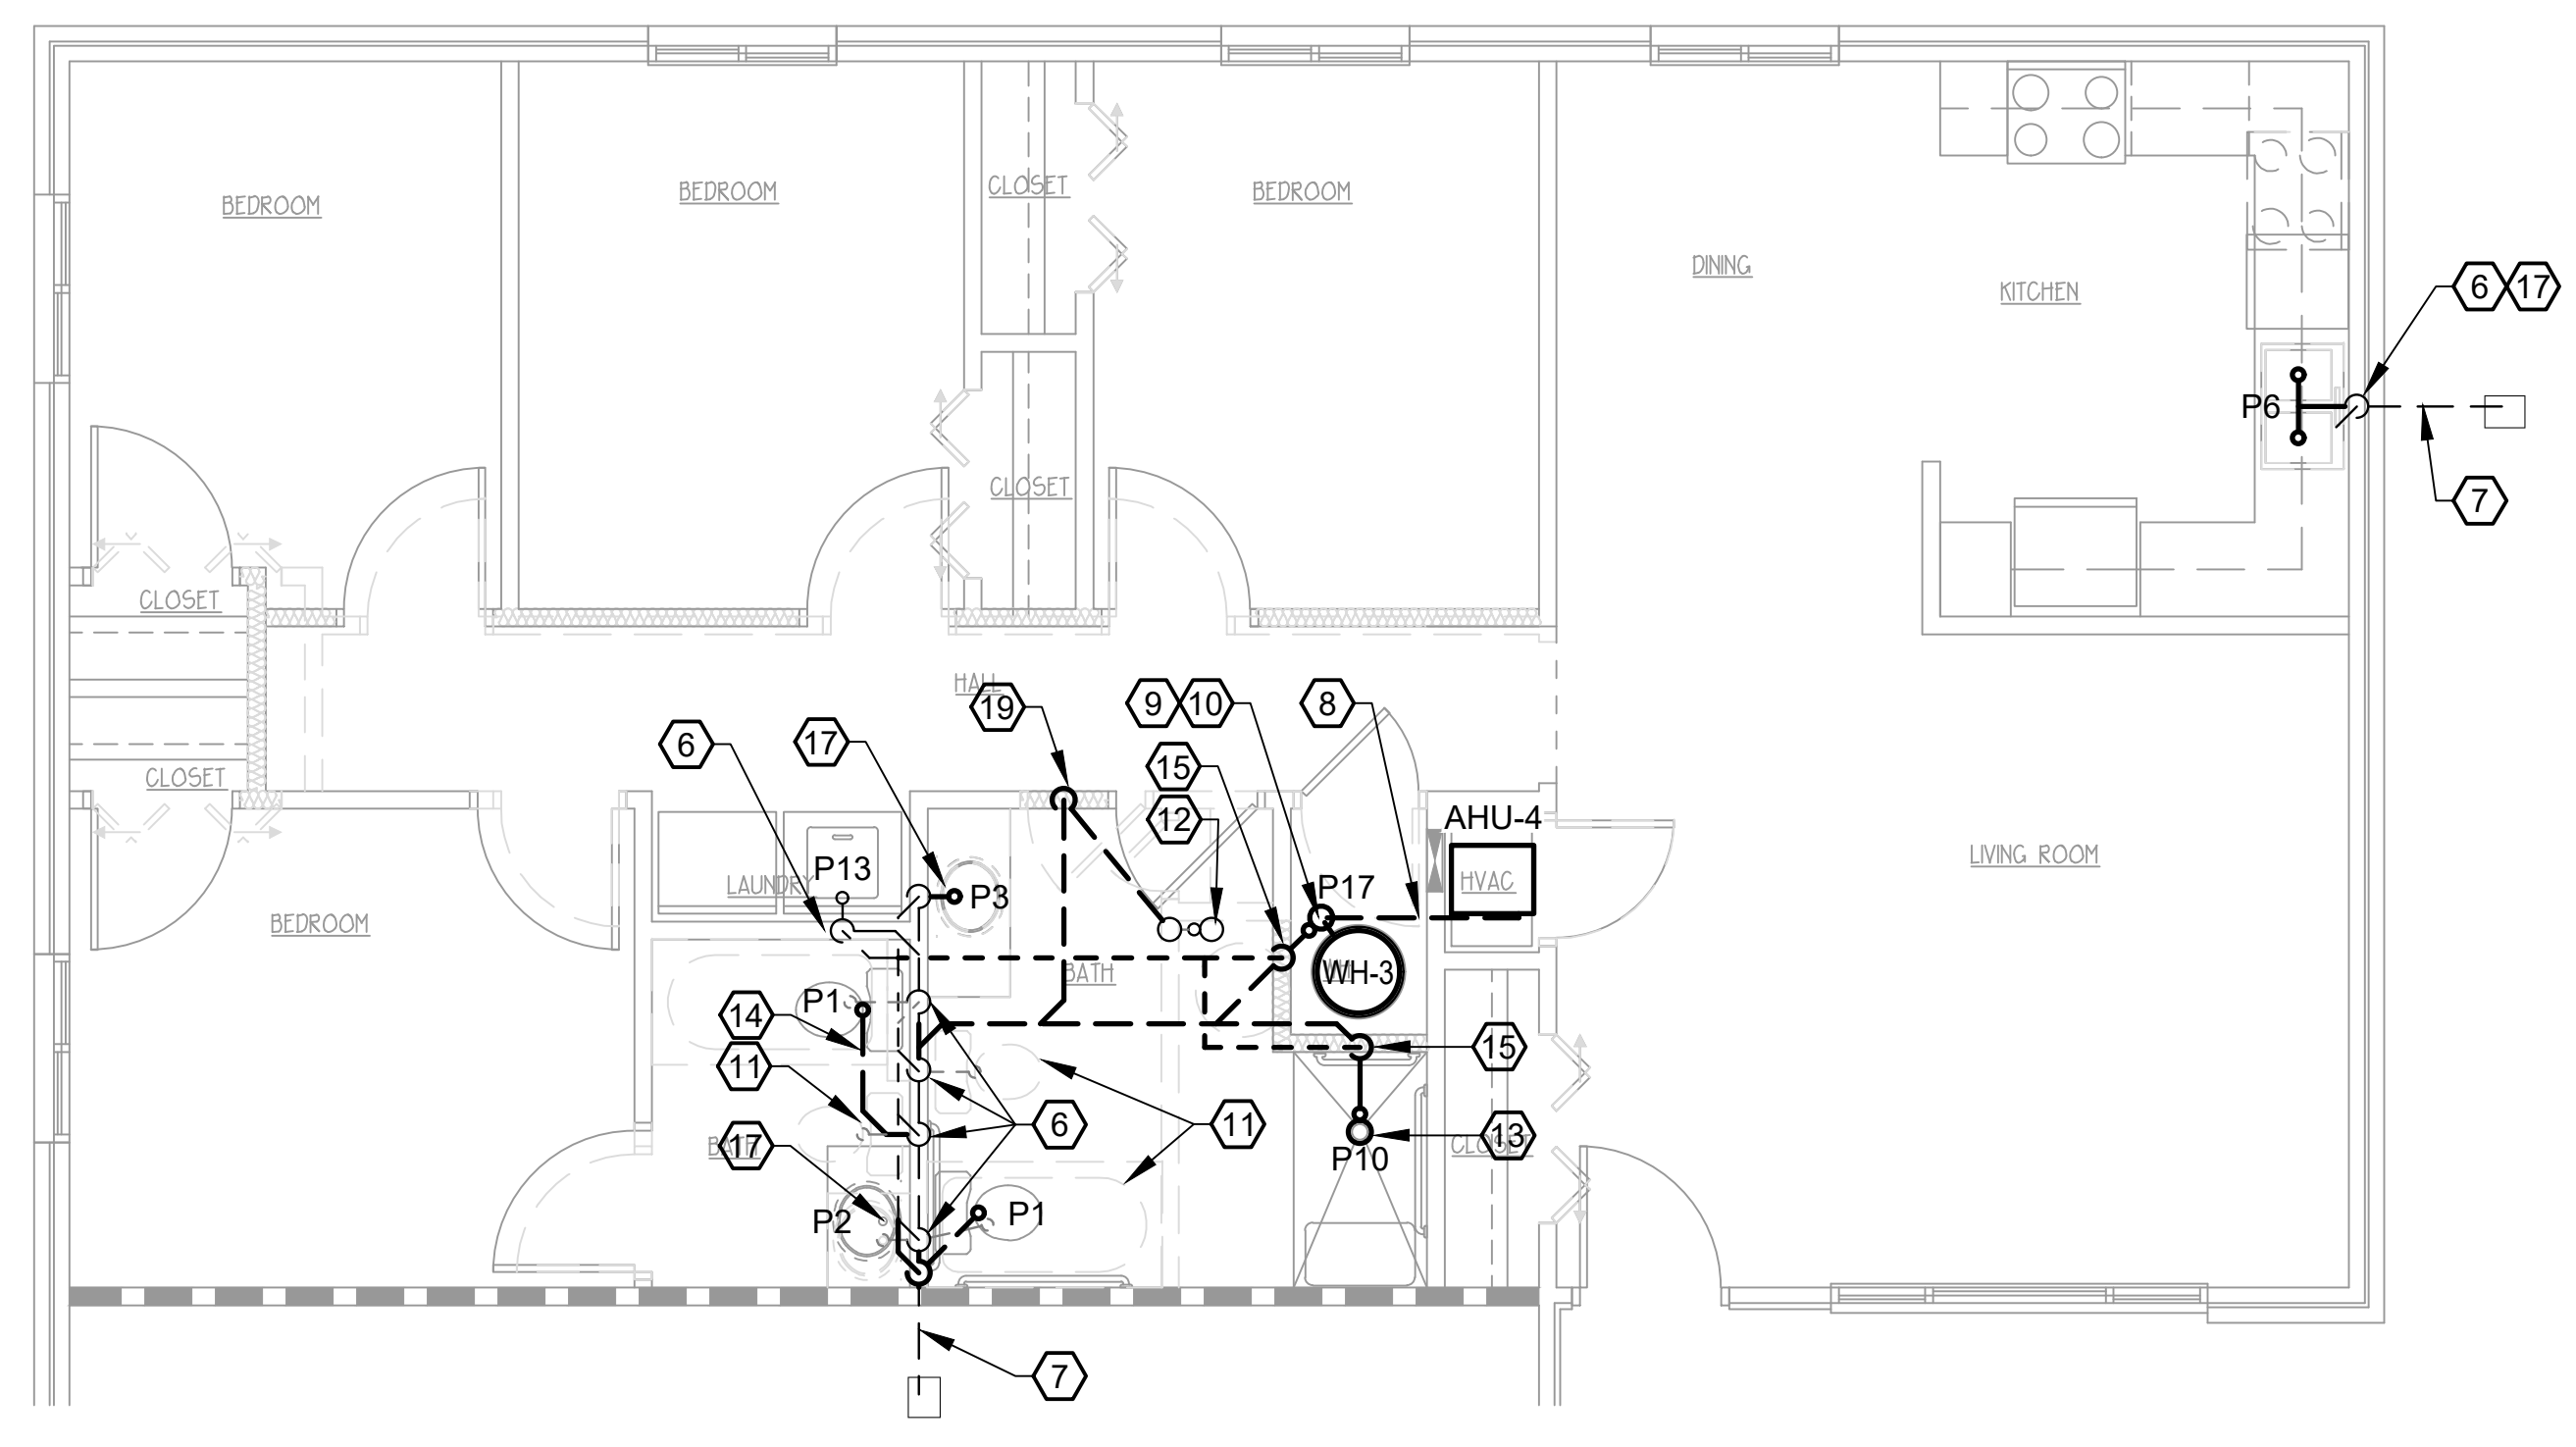 BEDROOM
BEDROOM
CLOSET
BEDROOM
DINING
KITCHEN
6 17
P6
7
CLOSET
CLOSET
HALL
19
9 10
8
6
17
15
12
CLOSET
AHU-4
P13
LAUNDRY
P3
P17
HVAC
LIVING ROOM
BEDROOM
BATH
WH-3
P1
14
11
15
6
11
13
CLOSET
P10
BATH
17
P2
P1
7